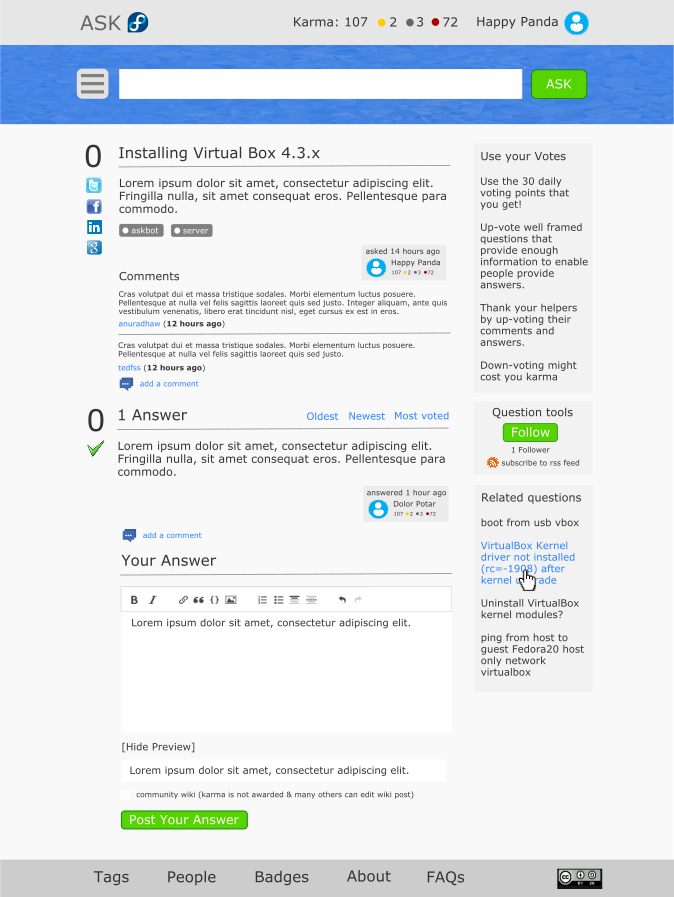 ASK
Karma: 107 2 3 72 Happy Panda
ASK
0
Installing Virtual Box 4.3.x
Lorem ipsum dolor sit amet, consectetur adipiscing elit.
Fringilla nulla, sit amet consequat eros. Pellentesque para
commodo.
askbot server
asked 14 hours ago
Happy Panda
107 2 3 72
Comments
Cras volutpat dui et massa tristique sodales. Morbi elementum luctus posuere.
Pellentesque at nulla vel felis sagittis laoreet quis sed justo. Integer aliquam, ante quis
vestibulum venenatis, libero erat tincidunt nisl, eget cursus ex est in eros.
anuradhaw (12 hours ago)
Cras volutpat dui et massa tristique sodales. Morbi elementum luctus posuere.
Pellentesque at nulla vel felis sagittis laoreet quis sed justo.
tedfss (12 hours ago)
add a comment
0
1 Answer
Oldest Newest Most voted
Lorem ipsum dolor sit amet, consectetur adipiscing elit.
Fringilla nulla, sit amet consequat eros. Pellentesque para
commodo.
answered 1 hour ago
Dolor Potar
107 2 3 72
add a comment
Your Answer
B I
Lorem ipsum dolor sit amet, consectetur adipiscing elit.
[Hide Preview]
Lorem ipsum dolor sit amet, consectetur adipiscing elit.
community wiki (karma is not awarded & many others can edit wiki post)
Post Your Answer
Use your Votes
Use the 30 daily
voting points that
you get!
Up-vote well framed
questions that
provide enough
information to enable
people provide
answers.
Thank your helpers
by up-voting their
comments and
answers.
Down-voting might
cost you karma
Question tools
Follow
1 Follower
subscribe to rss feed
Related questions
boot from usb vbox
VirtualBox Kernel
driver not installed
(rc=-1908) after
kernel upgrade
Uninstall VirtualBox
kernel modules?
ping from host to
guest Fedora20 host
only network
virtualbox
Tags People Badges About FAQs
cc BY SA